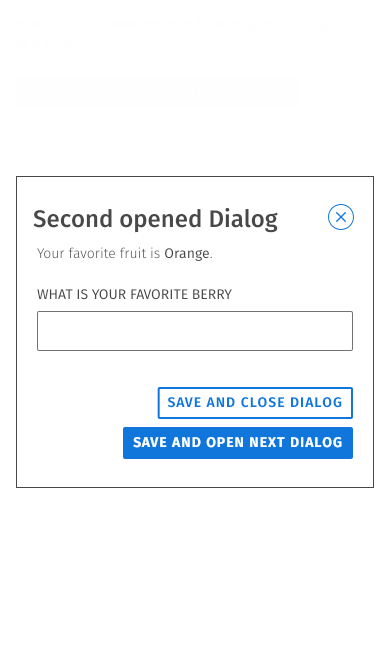 Second opened Dialog
Your favorite fruit is Orange.
WHAT IS YOUR FAVORITE BERRY
SAVE AND CLOSE DIALOG
SAVE AND OPEN NEXT DIALOG